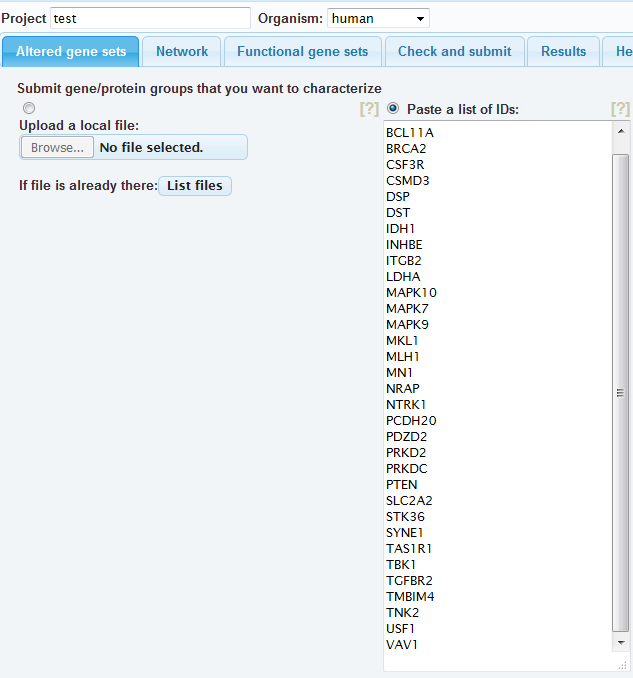 Project test Organism: human
Altered gene sets Network Functional gene sets Check and submit Results He
Submit gene/protein groups that you want to characterize
[?] Paste a list of IDs: [?]
Upload a local file:
Browse... No file selected.
If file is already there: List files
BCL11A
BRCA2
CSF3R
CSMD3
DSP
DST
IDH1
INHBE
ITGB2
LDHA
MAPK10
MAPK7
MAPK9
MKL1
MLH1
MN1
NRAP
NTRK1
PCDH20
PDZD2
PRKD2
PRKDC
PTEN
SLC2A2
STK36
SYNE1
TAS1R1
TBK1
TGFBR2
TMBIM4
TNK2
USF1
VAV1